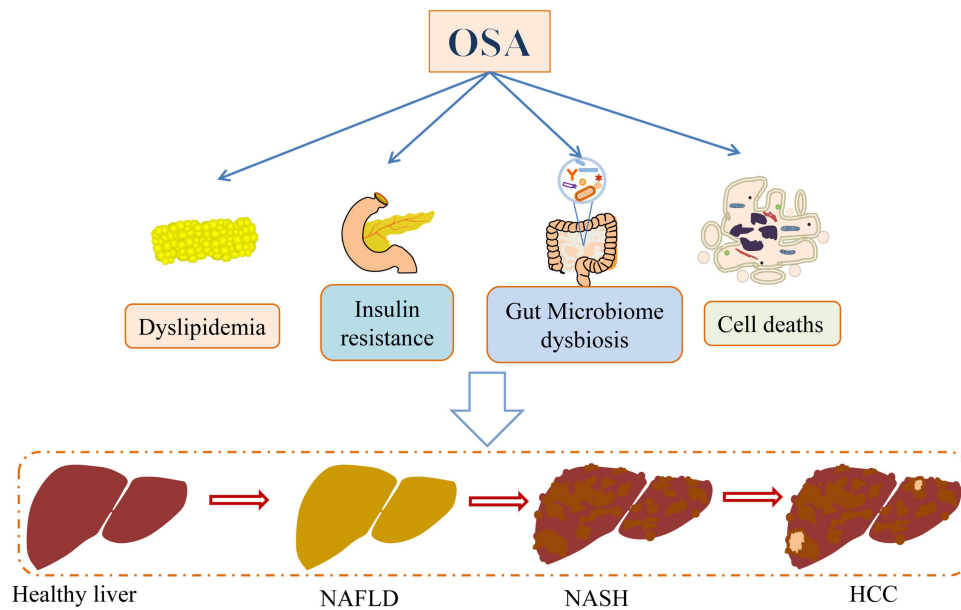 OSA
Dyslipidemia
Insulin
resistance
Gut Microbiome
dysbiosis
Cell deaths
Healthy liver
NAFLD
NASH
HCC